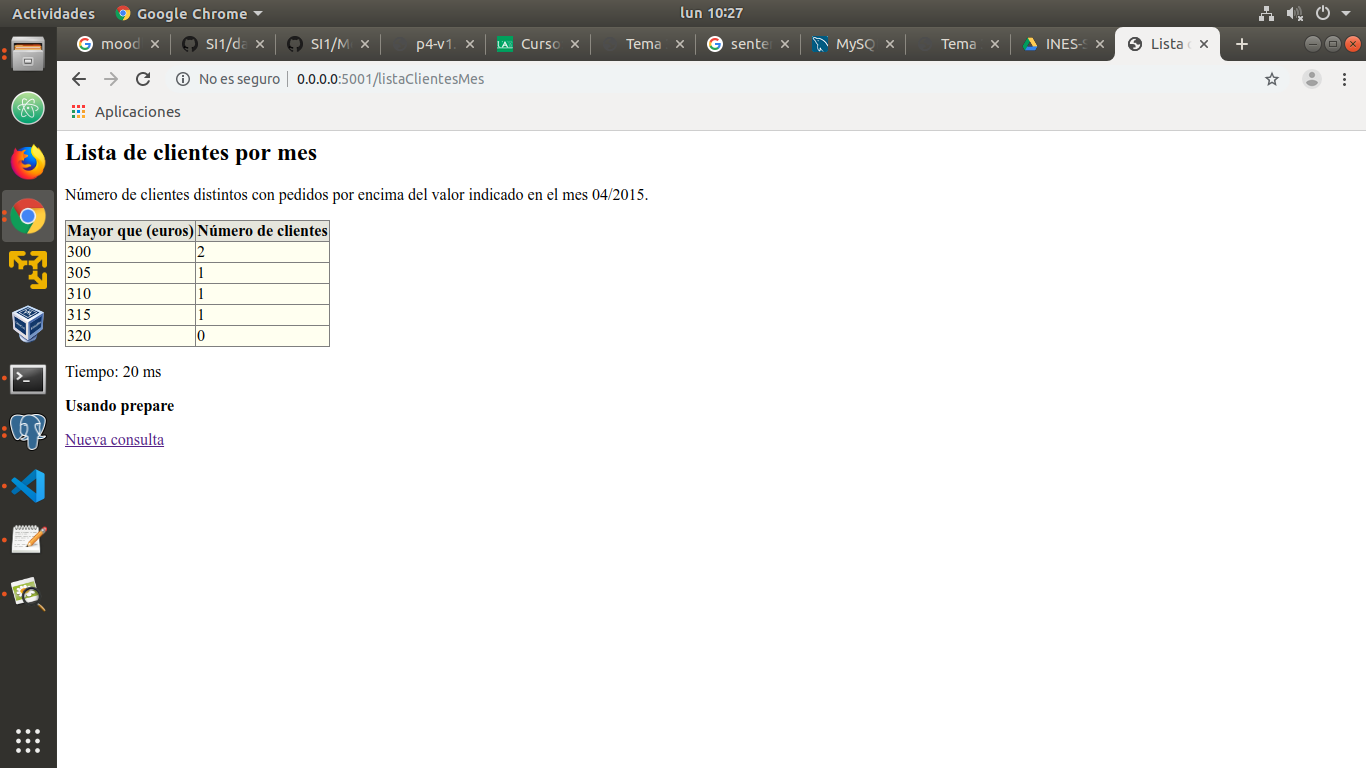 Actividades Google Chrome lun 10:27
mood SI1/da SI1/M p4-v1. Curso Tema sente MySQ Tema INES-S Lista
No es seguro 0.0.0.0:5001/listaClientesMes
Aplicaciones
Lista de clientes por mes
Número de clientes distintos con pedidos por encima del valor indicado en el mes 04/2015.
Mayor que (euros) Número de clientes
300 2
305 1
310 1
315 1
320 0
Tiempo: 20 ms
Usando prepare
Nueva consulta